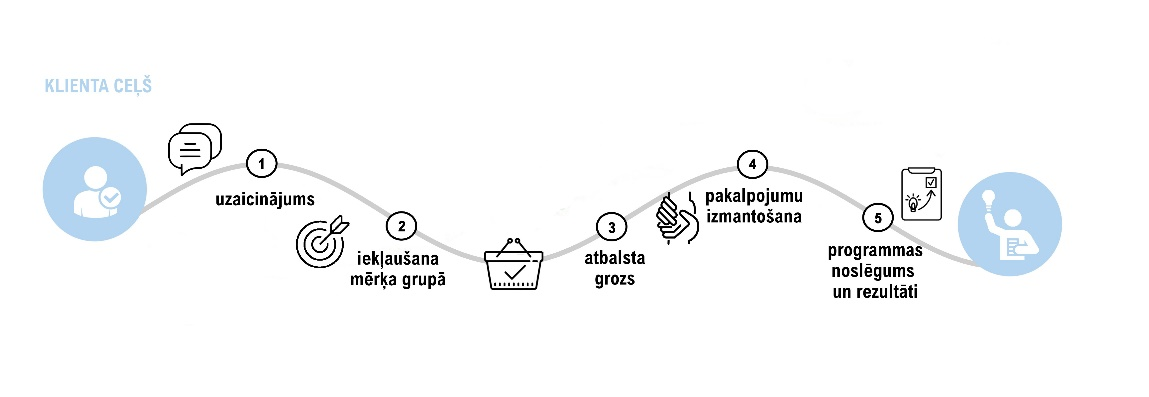 KLIENTA CEĻŠ
1
uzaicinājums
2
iekļaušana
mērķa grupā
3
atbalsta
grozs
4
pakalpojumu
izmantošana
5
programmas
noslēgums
un rezultāti